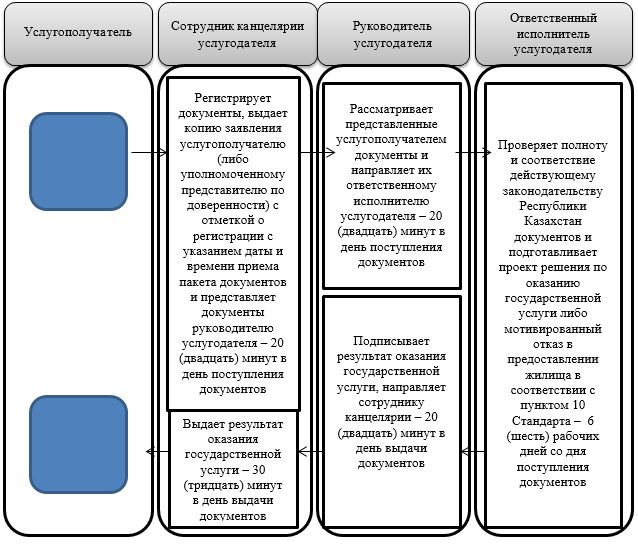 Услугополучатель
Сотрудник канцелярии
услугодателя
Руководитель
услугодателя
Ответственный
исполнитель
услугодателя
Регистрирует
документы, выдает
копию заявления
услугополучателю
(либо
уполномоченному
представителю по
доверенности) с
отметкой о
регистрации с
указанием даты и
времени приема
пакета документов
и представляет
документы
руководителю
услугодателя – 20
(двадцать) минут в
день поступления
документов
Рассматривает
представленные
услугополучателем
документы и
направляет их
ответственному
исполнителю
услугодателя – 20
(двадцать) минут в
день поступления
документов
Проверяет полноту
и соответствие
действующему
законодательству
Республики
Казахстан
документов и
подготавливает
проект решения по
оказанию
государственной
услуги либо
мотивированный
отказ в
предоставлении
жилища в
соответствии с
пунктом 10
Стандарта – 6
(шесть) рабочих
дней со дня
поступления
документов
Подписывает
результат оказания
государственной
услуги, направляет
сотруднику
канцелярии – 20
(двадцать) минут в
день выдачи
документов
Выдает результат
оказания
государственной
услуги – 30
(тридцать) минут
в день выдачи
документов